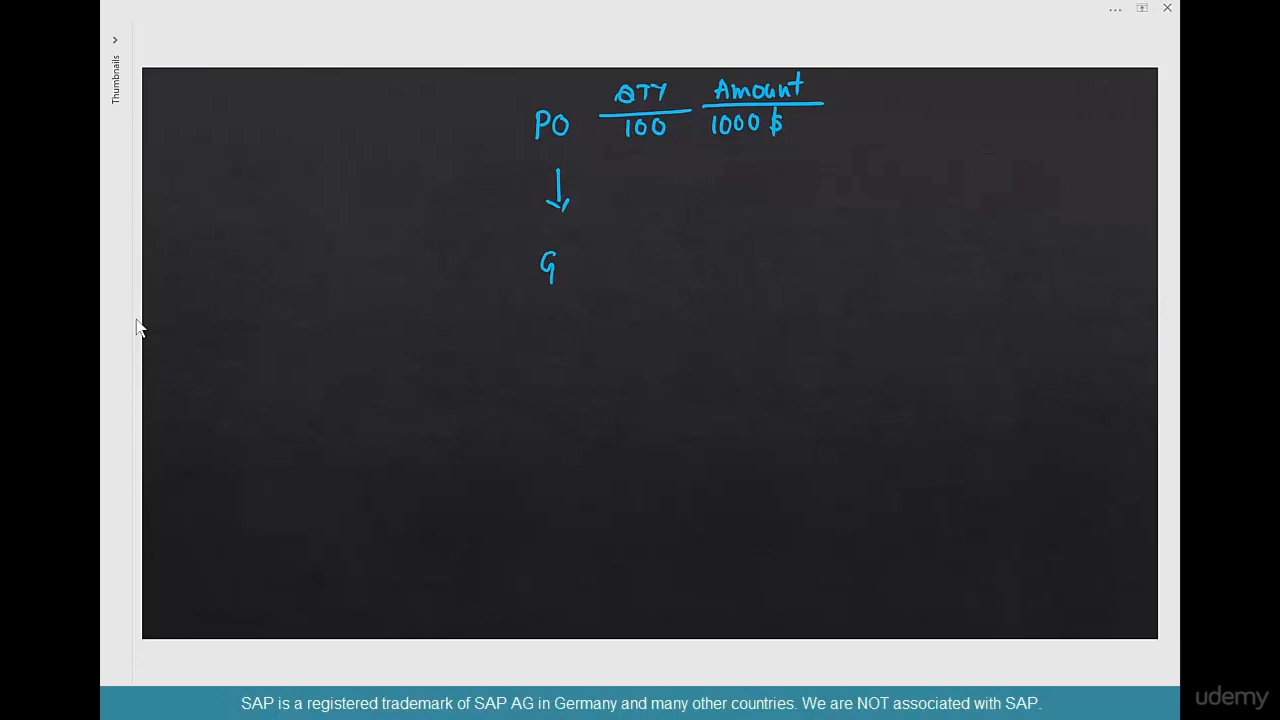 Thumbnails
QTY Amount
PO 100 1000 $
G
SAP is a registered trademark of SAP AG in Germany and many other countries. We are NOT associated with SAP.
udemy